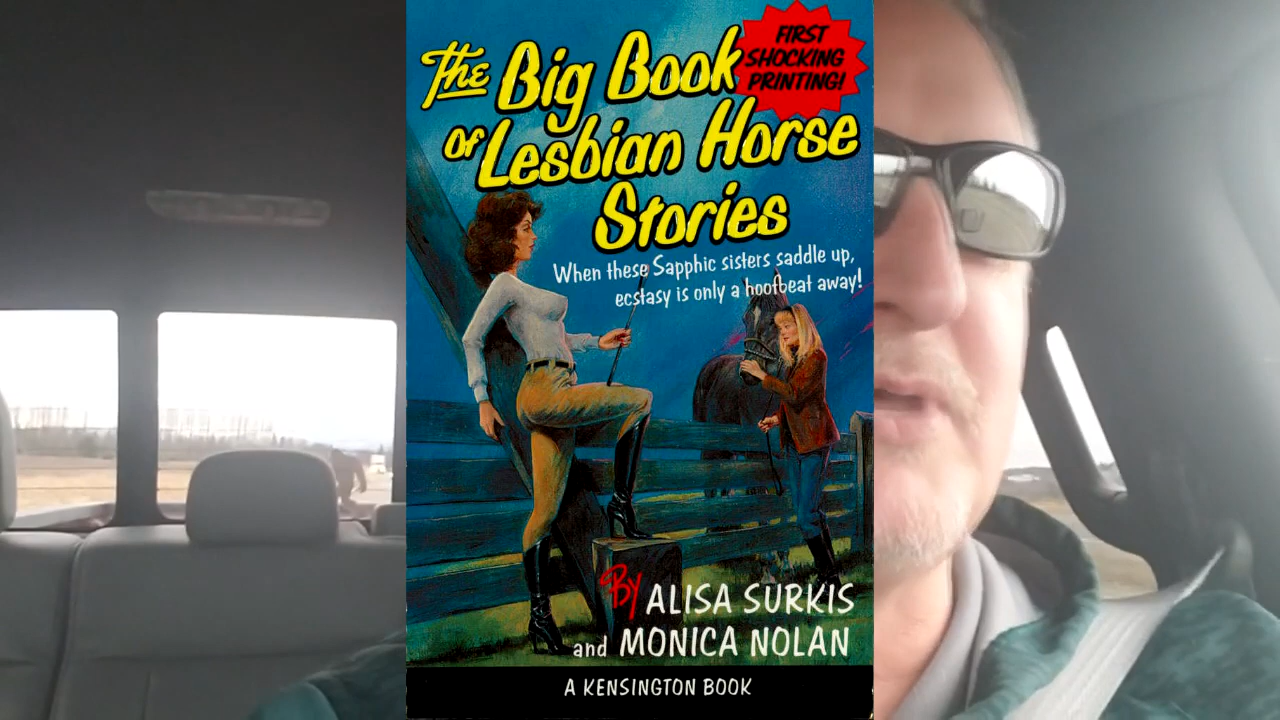 The Big Book
of Lesbian Horse
Stories
FIRST
SHOCKING
PRINTING!
When these Sapphic sisters saddle up,
ecstasy is only a hoofbeat away!
By ALISA SURKIS
and MONICA NOLAN
A KENSINGTON BOOK